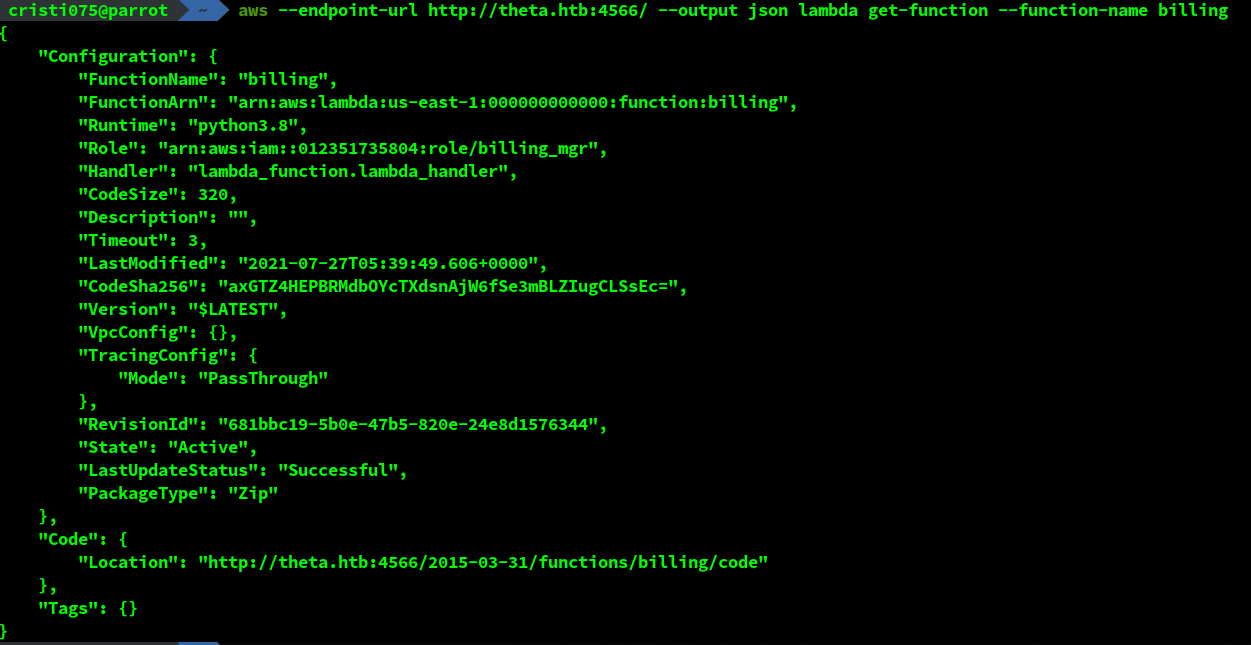 cristi075@parrot ~ aws --endpoint-url http://theta.htb:4566/ --output json lambda get-function --function-name billing
{
    "Configuration": {
        "FunctionName": "billing",
        "FunctionArn": "arn:aws:lambda:us-east-1:000000000000:function:billing",
        "Runtime": "python3.8",
        "Role": "arn:aws:iam::012351735804:role/billing_mgr",
        "Handler": "lambda_function.lambda_handler",
        "CodeSize": 320,
        "Description": "",
        "Timeout": 3,
        "LastModified": "2021-07-27T05:39:49.606+0000",
        "CodeSha256": "axGTZ4HEPBRMdbOYcTXdsnAjW6fSe3mBLZIugCLSsEc=",
        "Version": "$LATEST",
        "VpcConfig": {},
        "TracingConfig": {
            "Mode": "PassThrough"
        },
        "RevisionId": "681bbc19-5b0e-47b5-820e-24e8d1576344",
        "State": "Active",
        "LastUpdateStatus": "Successful",
        "PackageType": "Zip"
    },
    "Code": {
        "Location": "http://theta.htb:4566/2015-03-31/functions/billing/code"
    },
    "Tags": {}
}